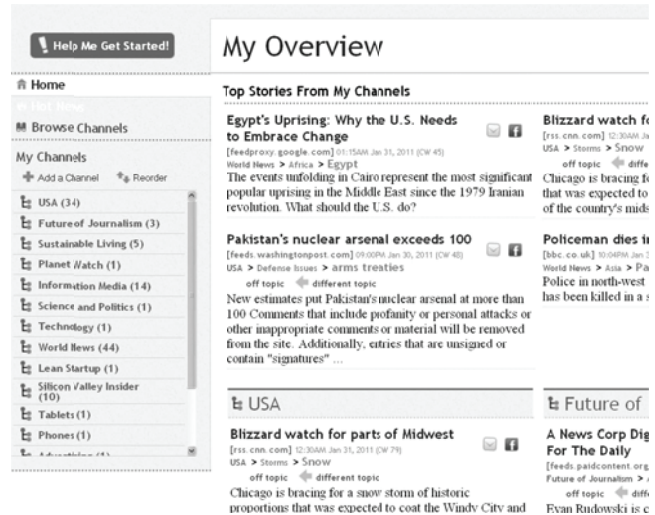 Help Me Get Started!
My Overview
Home
Hot News
Browse Channels
My Channels
Add a Channel Reorder
USA (34)
Future of Journalism (3)
Sustainable Living (5)
Planet Watch (1)
Information Media (14)
Science and Politics (1)
Technology (1)
World News (44)
Lean Startup (1)
Silicon Valley Insider
(10)
Tablets (1)
Phones (1)
Top Stories From My Channels
Egypt's Uprising: Why the U.S. Needs
to Embrace Change
[feedproxy.google.com] 01:15AM Jan 31, 2011 (CW 45)
World News > Africa > Egypt
The events unfolding in Cairo represent the most significant
popular uprising in the Middle East since the 1979 Iranian
revolution. What should the U.S. do?
Pakistan's nuclear arsenal exceeds 100
[feeds.washingtonpost.com] 09:00PM Jan 30, 2011 (CW 48)
USA > Defense Issues > arms treaties
off topic different topic
New estimates put Pakistan's nuclear arsenal at more than
100 Comments that include profanity or personal attacks or
other inappropriate comments or material will be removed
from the site. Additionally, entries that are unsigned or
contain "signatures" ...
Blizzard watch fo
[rss.cnn.com] 12:30AM Ja
USA > Storms > Snow
off topic diffe
Chicago is bracing fo
that was expected to
of the country's mids
Policeman dies i
[bbc.co.uk] 10:04PM Jan 3
World News > Asia > Pa
Police in north-west
has been killed in a s
USA
Blizzard watch for parts of Midwest
[rss.cnn.com] 12:30AM Jan 31, 2011 (CW 79)
USA > Storms > Snow
off topic different topic
Chicago is bracing for a snow storm of historic
proportions that was expected to coat the Windy City and
Future of
A News Corp Dig
For The Daily
[feeds.paidcontent.org
Future of Journalism >
off topic diffe
Evan Rudowski is c